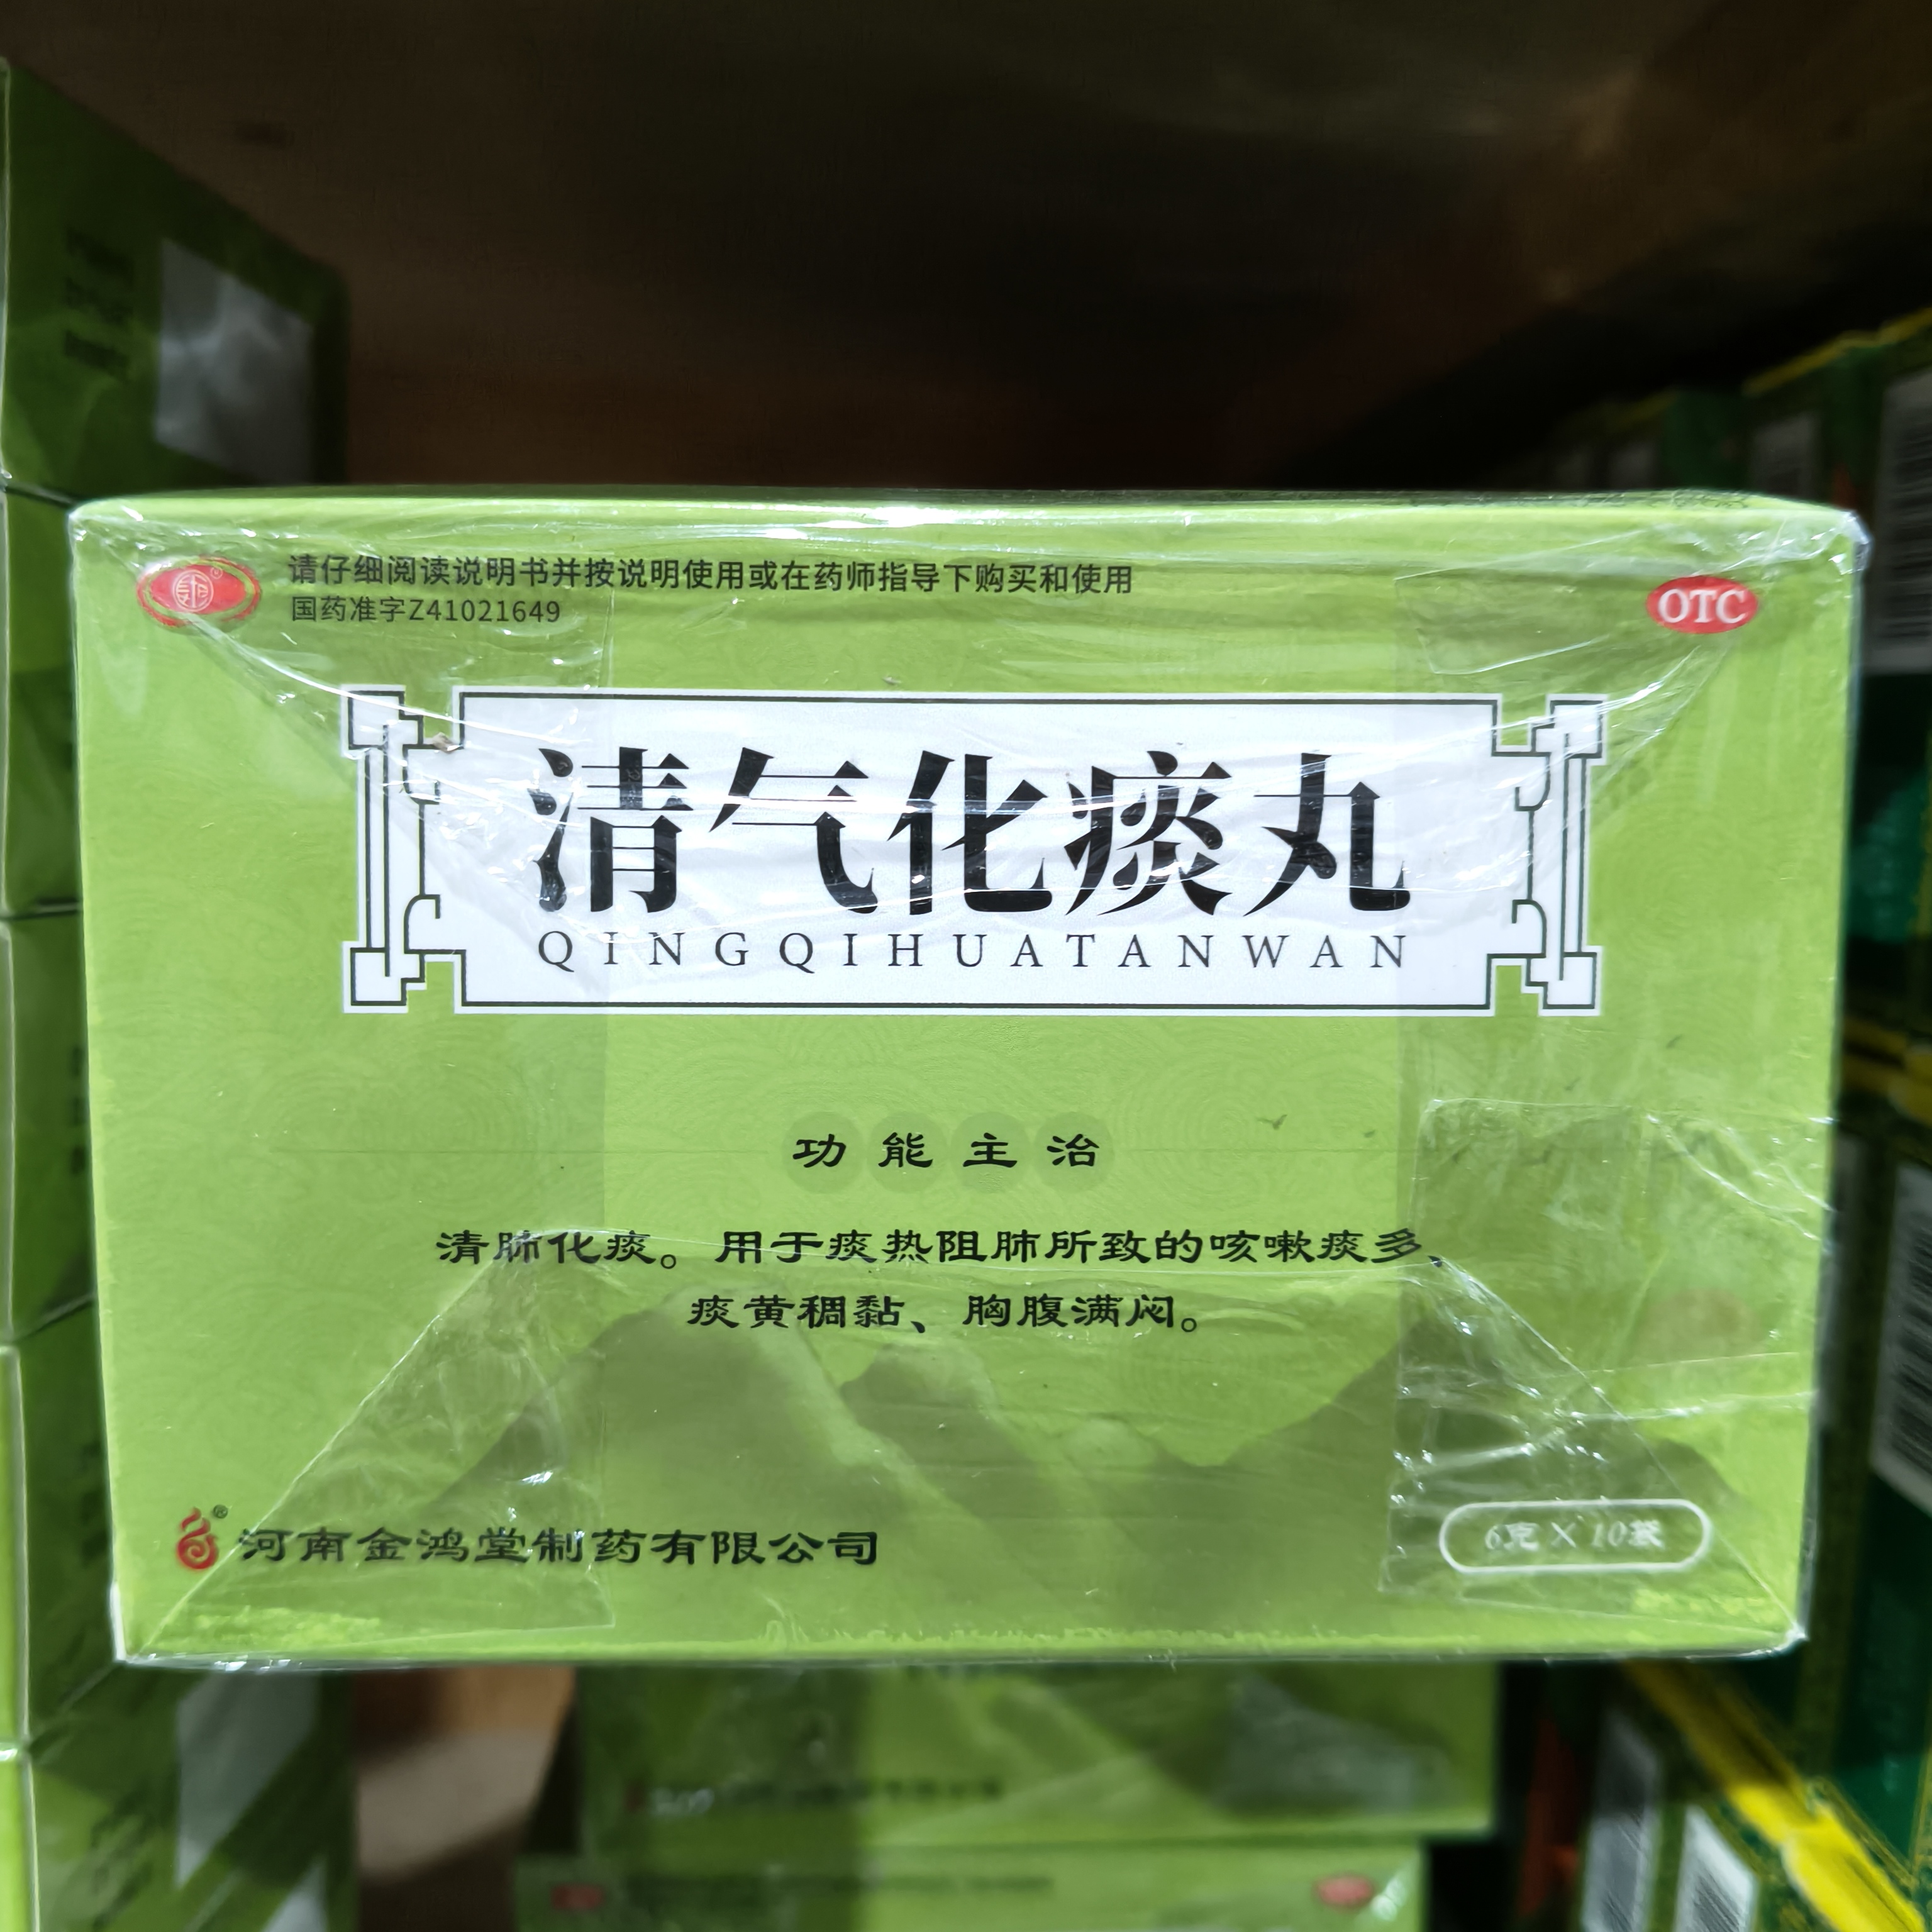 请仔细阅读说明书并按说明使用或在药师指导下购买和使用
国药准字Z41021649
OTC
清气化痰丸
QINGQIHUATANWAN
功能主治
清肺化痰。用于痰热阻肺所致的咳嗽痰多、
痰黄稠黏、胸腹满闷。
河南金鸿堂制药有限公司
6克×10袋